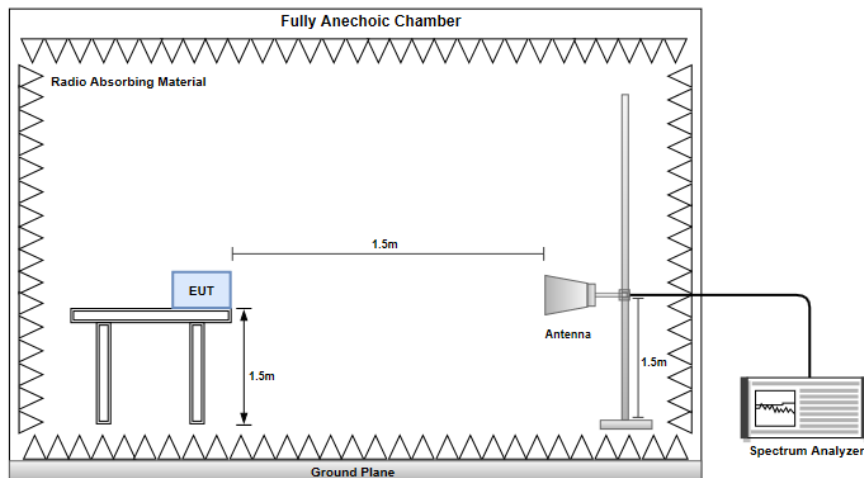 Fully Anechoic Chamber
Radio Absorbing Material
1.5m
EUT
Antenna
1.5m
1.5m
Spectrum Analyzer
Ground Plane